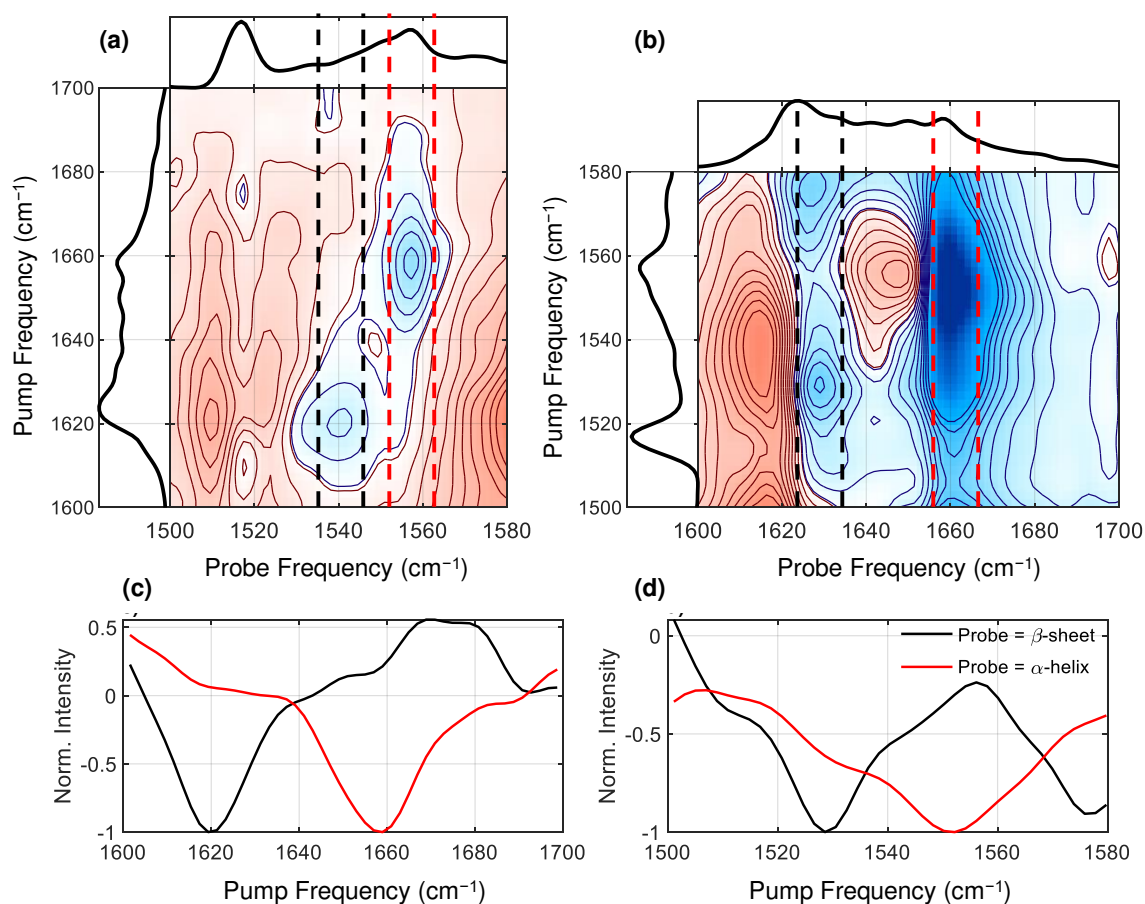 (a)
(b)
1700
1680
1660
1640
1620
1600
Pump Frequency (cm⁻¹)
1500
1520
1540
1560
1580
Probe Frequency (cm⁻¹)
1580
1560
1540
1520
1500
Pump Frequency (cm⁻¹)
1600
1620
1640
1660
1680
1700
Probe Frequency (cm⁻¹)
(c)
(d)
0.5
0
-0.5
-1
Norm. Intensity
1600
1620
1640
1660
1680
1700
Pump Frequency (cm⁻¹)
0
-0.5
-1
Norm. Intensity
Probe = β-sheet
Probe = α-helix
1500
1520
1540
1560
1580
Pump Frequency (cm⁻¹)